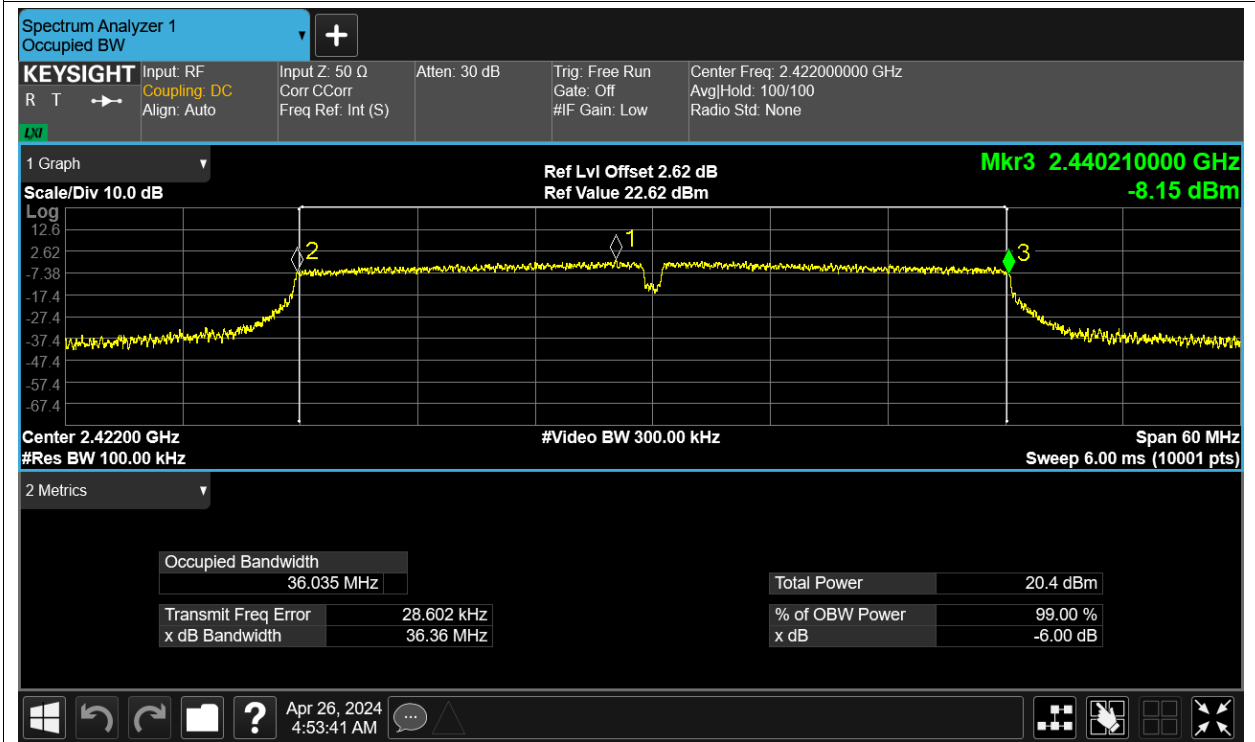 Spectrum Analyzer 1
Occupied BW
KEYSIGHT
R T
LXI
Input: RF
Coupling: DC
Align: Auto
Input Z: 50 Ω
Corr CCorr
Freq Ref: Int (S)
Atten: 30 dB
Trig: Free Run
Gate: Off
#IF Gain: Low
Center Freq: 2.422000000 GHz
Avg|Hold: 100/100
Radio Std: None
1 Graph
Scale/Div 10.0 dB
Ref Lvl Offset 2.62 dB
Ref Value 22.62 dBm
Mkr3 2.440210000 GHz
-8.15 dBm
Log
12.6
2.62
-7.38
-17.4
-27.4
-37.4
-47.4
-57.4
-67.4
2
1
3
Center 2.42200 GHz
#Video BW 300.00 kHz
Span 60 MHz
#Res BW 100.00 kHz
Sweep 6.00 ms (10001 pts)
2 Metrics
Occupied Bandwidth
36.035 MHz
Total Power 20.4 dBm
Transmit Freq Error 28.602 kHz
% of OBW Power 99.00 %
x dB Bandwidth 36.36 MHz
x dB -6.00 dB
?
Apr 26, 2024
4:53:41 AM